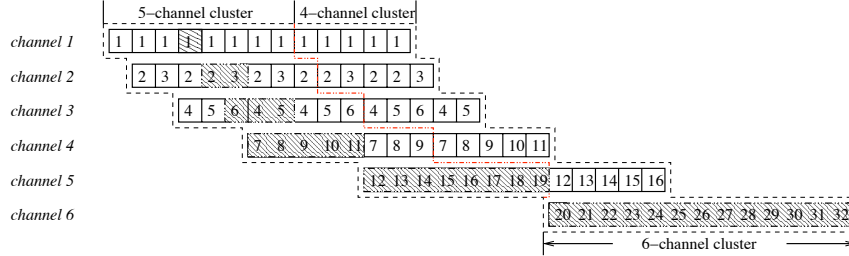 5-channel cluster 4-channel cluster
channel 1 1 1 1 1 1 1 1 1 1 1 1 1 1
channel 2 2 3 2 2 3 2 3 2 2 3 2 2 3
channel 3 4 5 6 4 5 4 5 6 4 5 6 4 5
channel 4 7 8 9 10 11 7 8 9 7 8 9 10 11
channel 5 12 13 14 15 16 17 18 19 12 13 14 15 16
channel 6 20 21 22 23 24 25 26 27 28 29 30 31 32
6-channel cluster